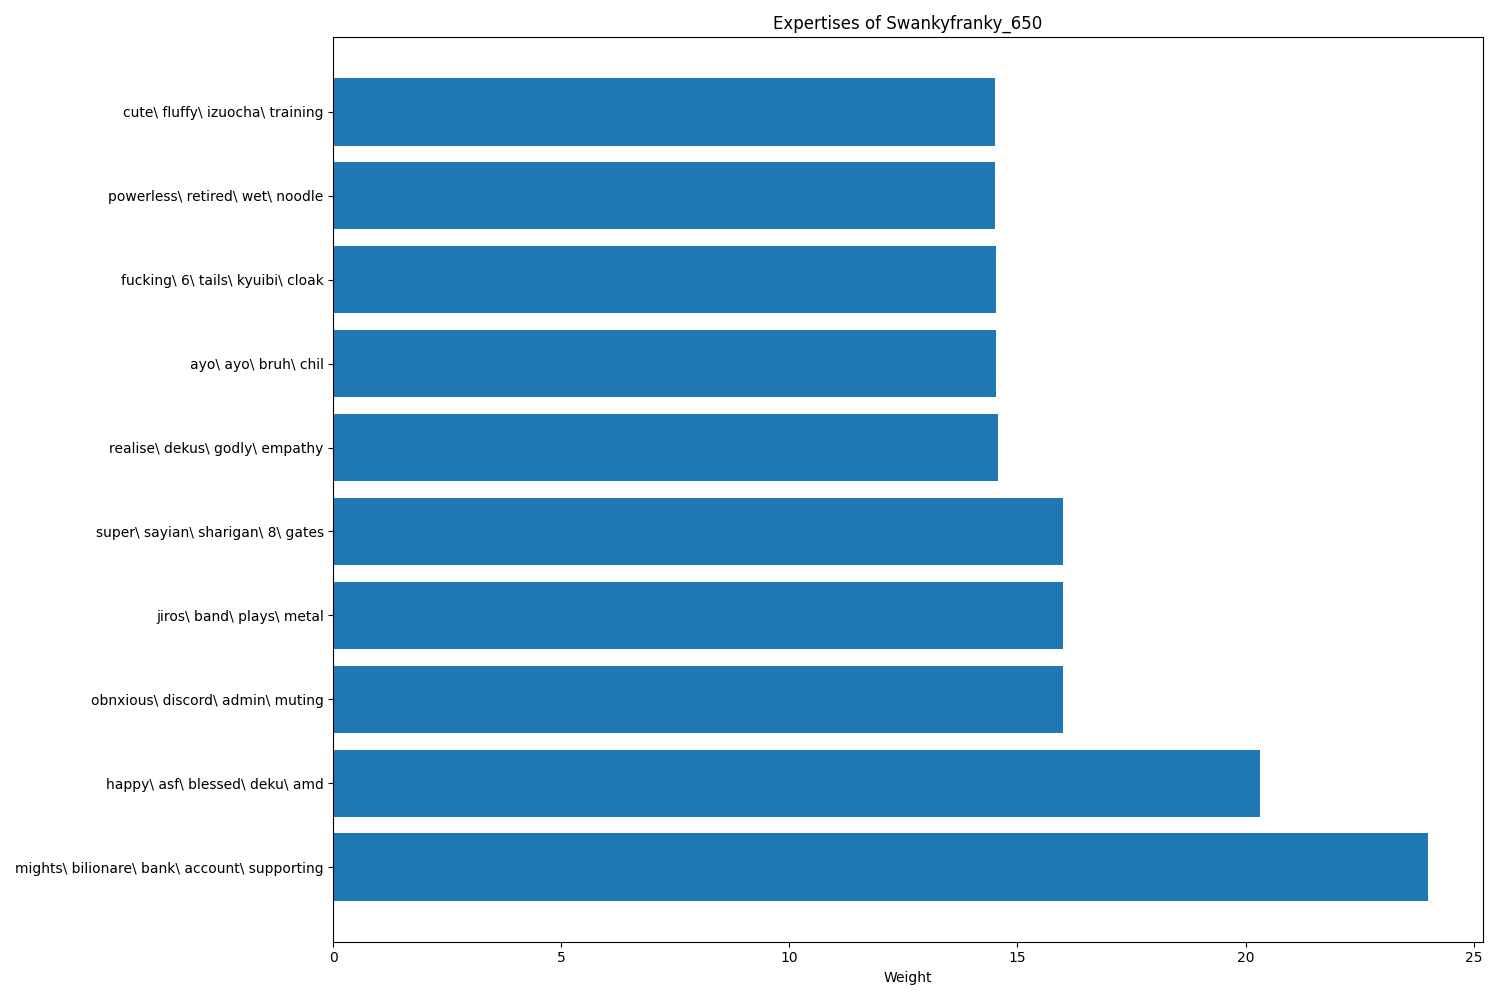 Expertises of Swankyfranky_650
cute\ fluffy\ izuocha\ training
powerless\ retired\ wet\ noodle
fucking\ 6\ tails\ kyuibi\ cloak
ayo\ ayo\ bruh\ chil
realise\ dekus\ godly\ empathy
super\ sayian\ sharigan\ 8\ gates
jiros\ band\ plays\ metal
obnxious\ discord\ admin\ muting
happy\ asf\ blessed\ deku\ amd
mights\ bilionare\ bank\ account\ supporting
0 5 10 15 20 25
Weight